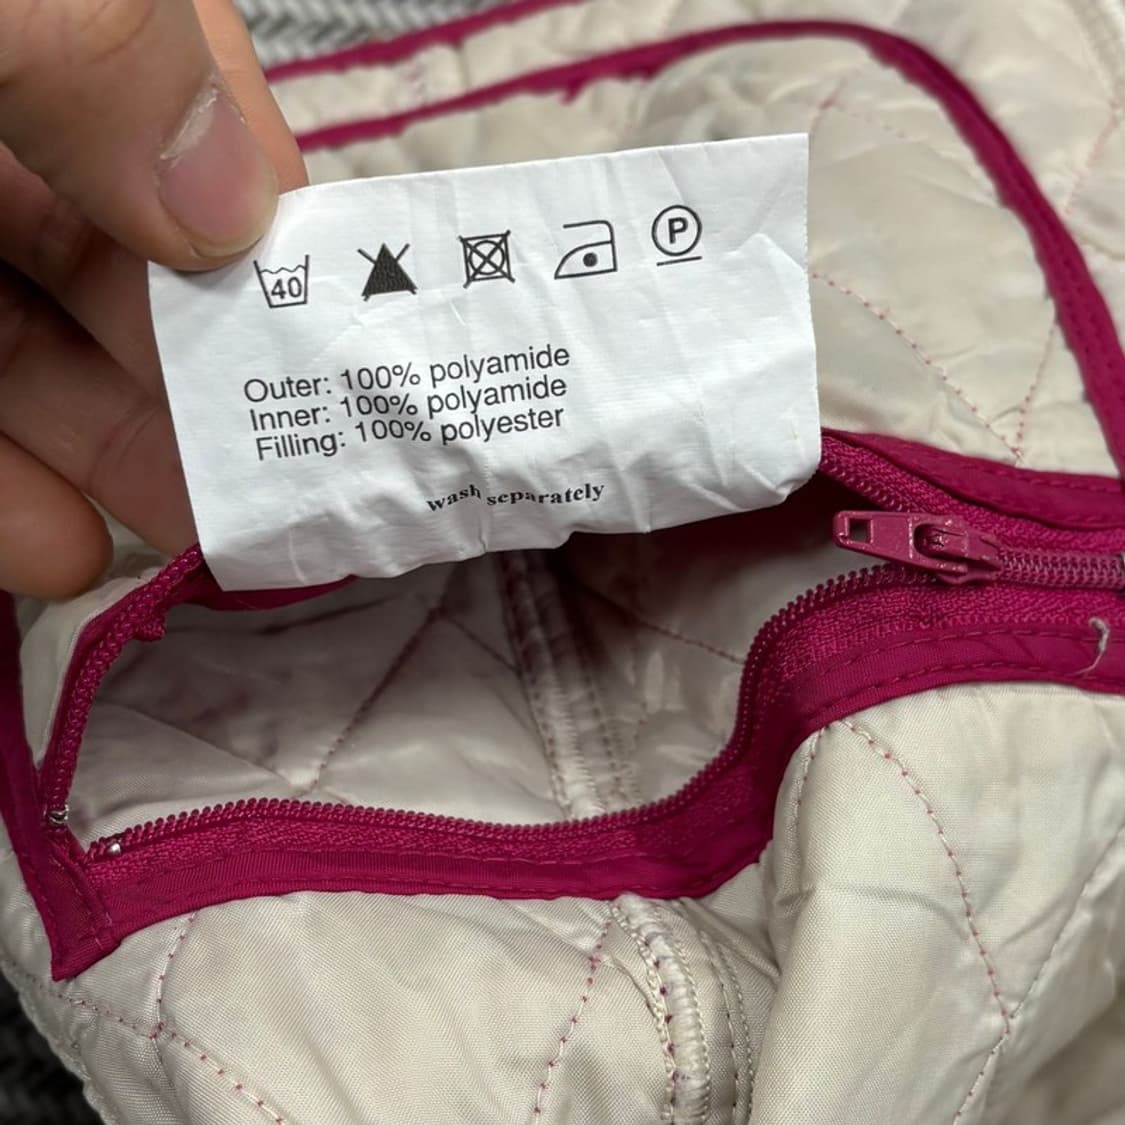 40 P
Outer: 100% polyamide
Inner: 100% polyamide
Filling: 100% polyester
wash separately